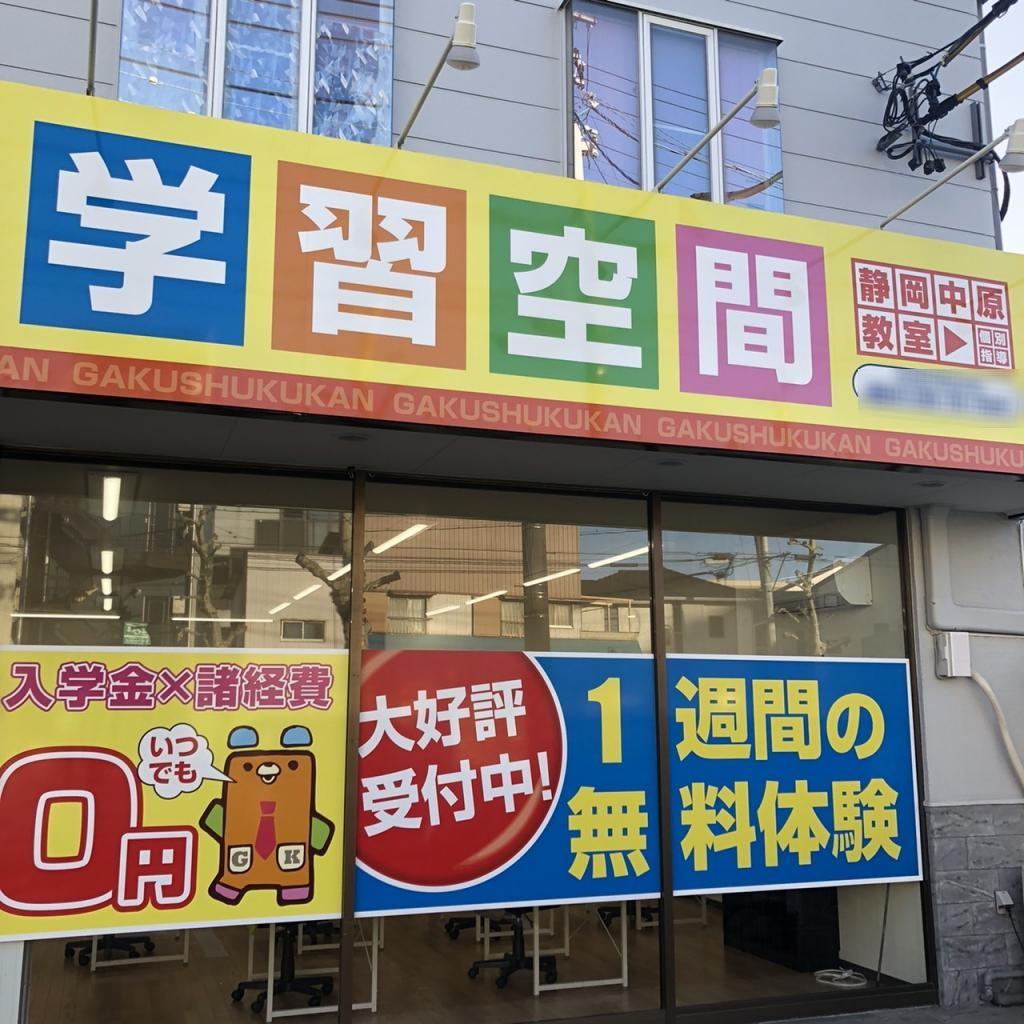 学習空間
静岡中原
教室▶個別指導
AN GAKUSHUKUKAN GAKUSHUKUKAN GAKUSHUKUKAN GAKUSHUKU
入学金×諸経費
0円
いつ
でも
G K
大好評
受付中!
1週間の
無料体験